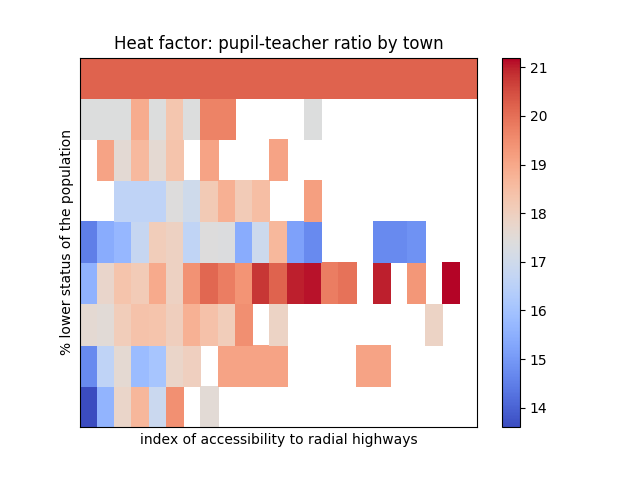 Heat factor: pupil-teacher ratio by town
% lower status of the population
index of accessibility to radial highways
21
20
19
18
17
16
15
14